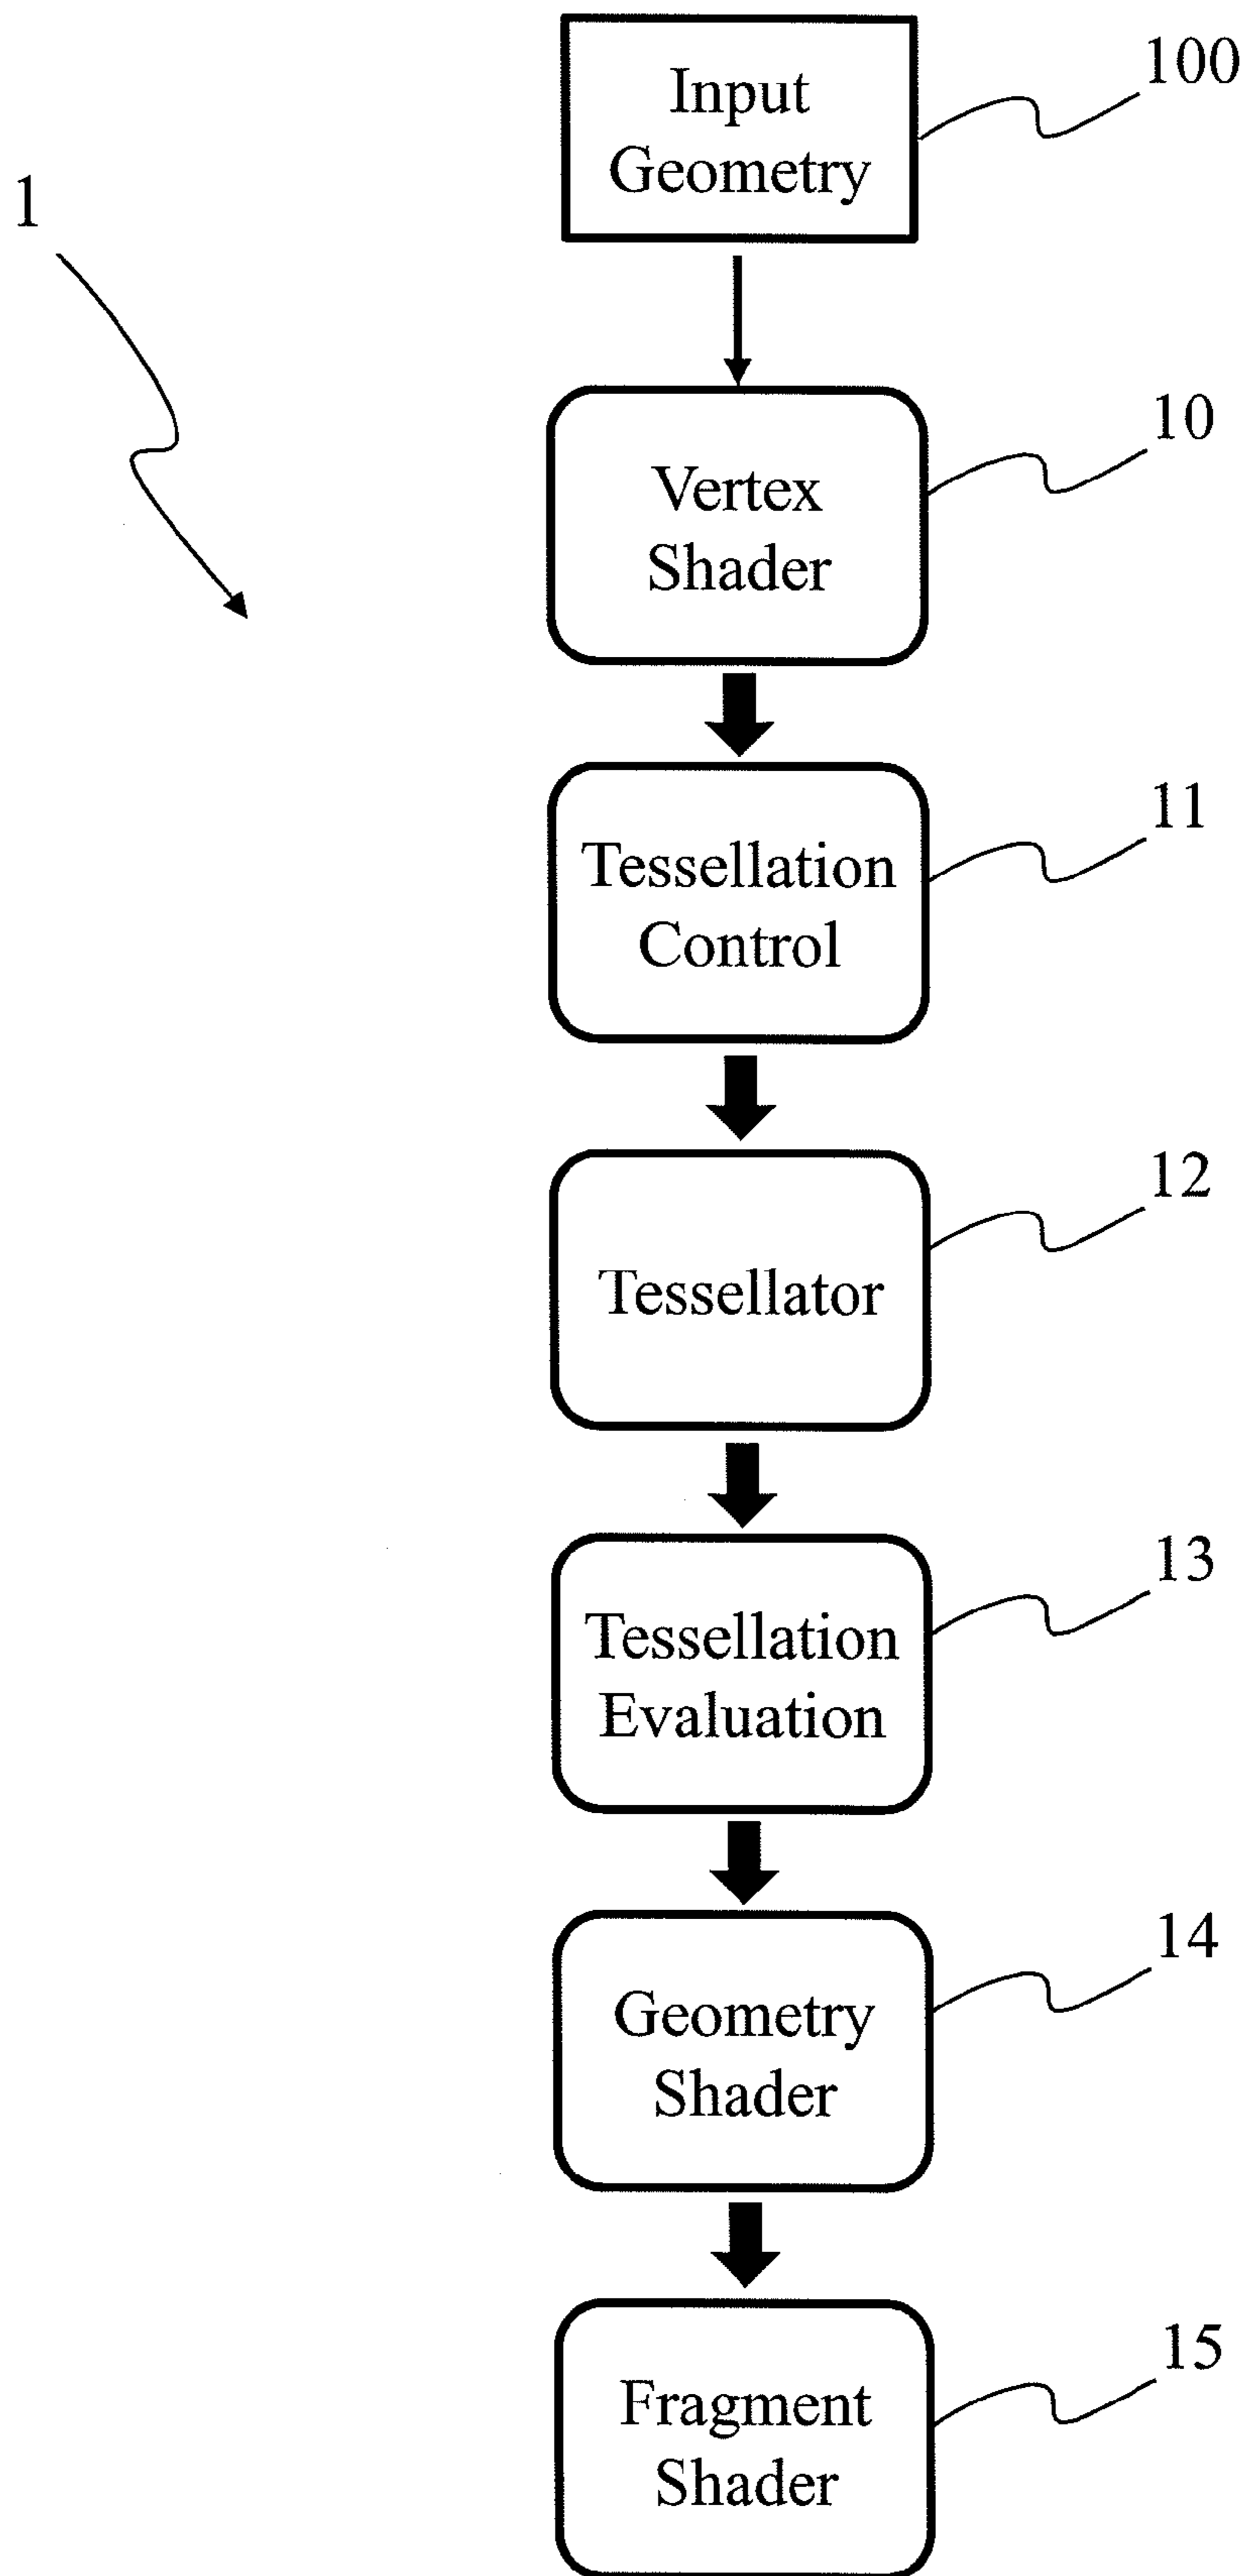 Input
Geometry
100
1
Vertex
Shader
10
Tessellation
Control
11
Tessellator
12
Tessellation
Evaluation
13
Geometry
Shader
14
Fragment
Shader
15